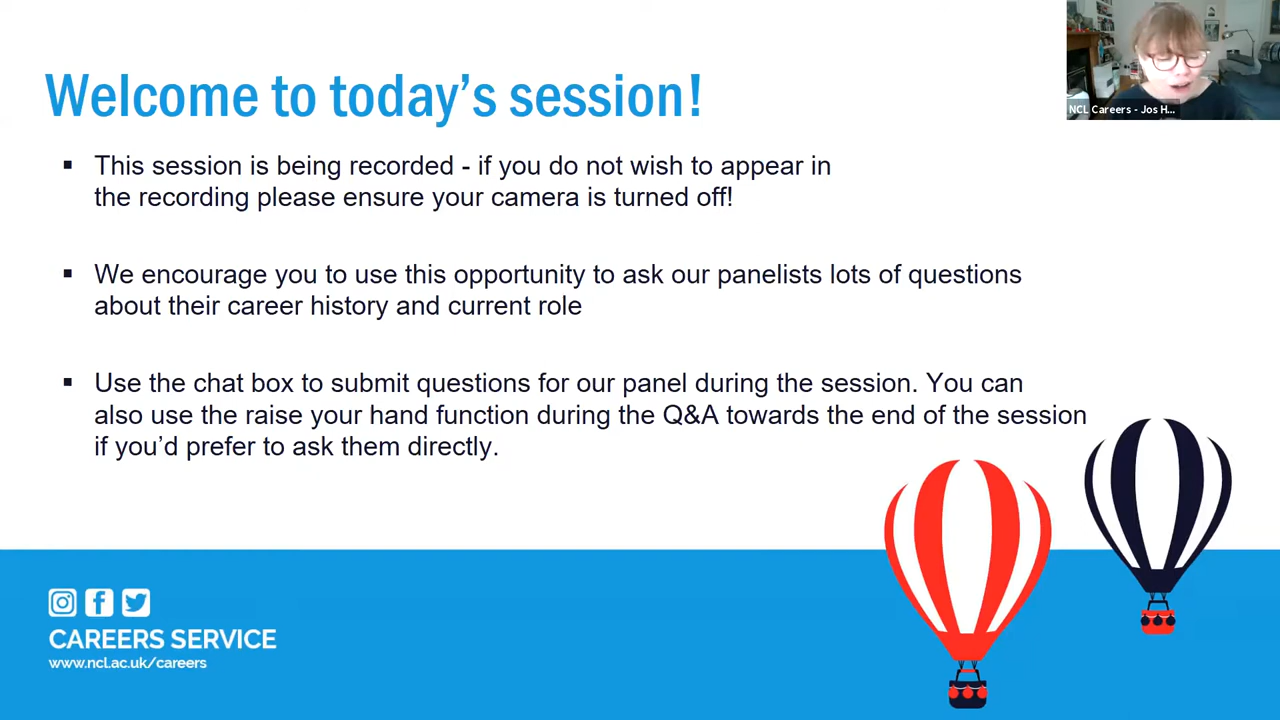 Welcome to today’s session!
NCL Careers - Jos H...
▪ This session is being recorded - if you do not wish to appear in
the recording please ensure your camera is turned off!
▪ We encourage you to use this opportunity to ask our panelists lots of questions
about their career history and current role
▪ Use the chat box to submit questions for our panel during the session. You can
also use the raise your hand function during the Q&A towards the end of the session
if you’d prefer to ask them directly.
CAREERS SERVICE
www.ncl.ac.uk/careers